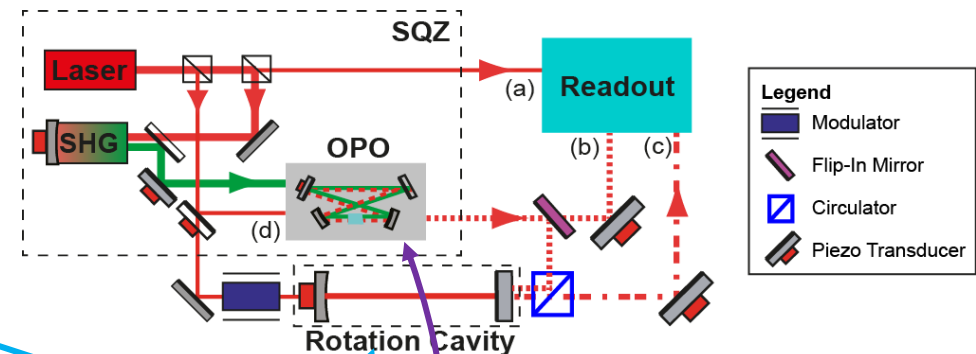 SQZ
Laser
(a)
Readout
SHG
OPO
(b)
(c)
(d)
Rotation Cavity
Legend
Modulator
Flip-In Mirror
Circulator
Piezo Transducer